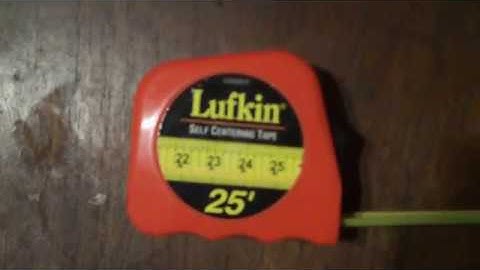 Lufkin®
SELF CENTERING TAPE
22 23 24 25
25'